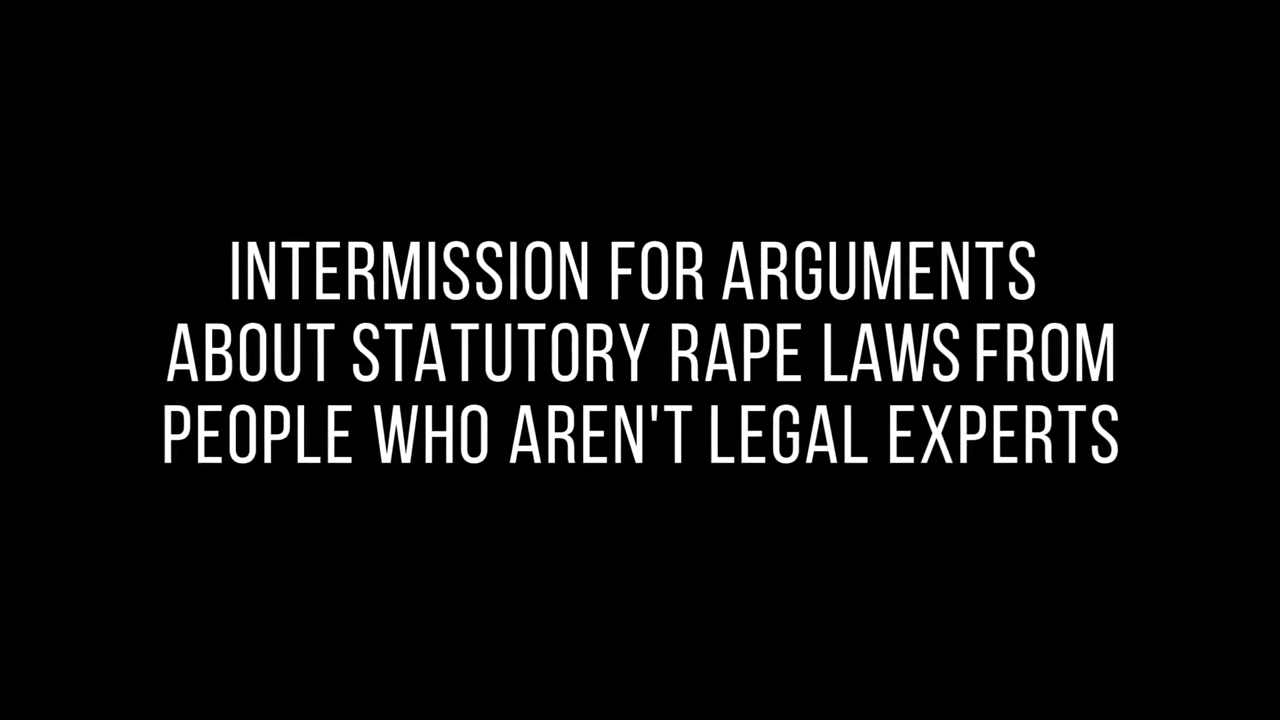 INTERMISSION FOR ARGUMENTS
ABOUT STATUTORY RAPE LAWS FROM
PEOPLE WHO AREN'T LEGAL EXPERTS